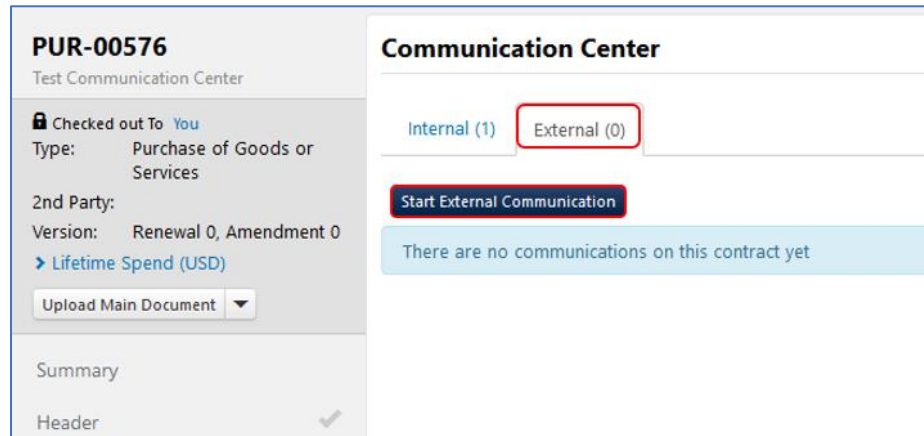 PUR-00576
Test Communication Center
Checked out To You
Type: Purchase of Goods or
Services
2nd Party:
Version: Renewal 0, Amendment 0
Lifetime Spend (USD)
Upload Main Document
Summary
Header
Communication Center
Internal (1) External (0)
Start External Communication
There are no communications on this contract yet